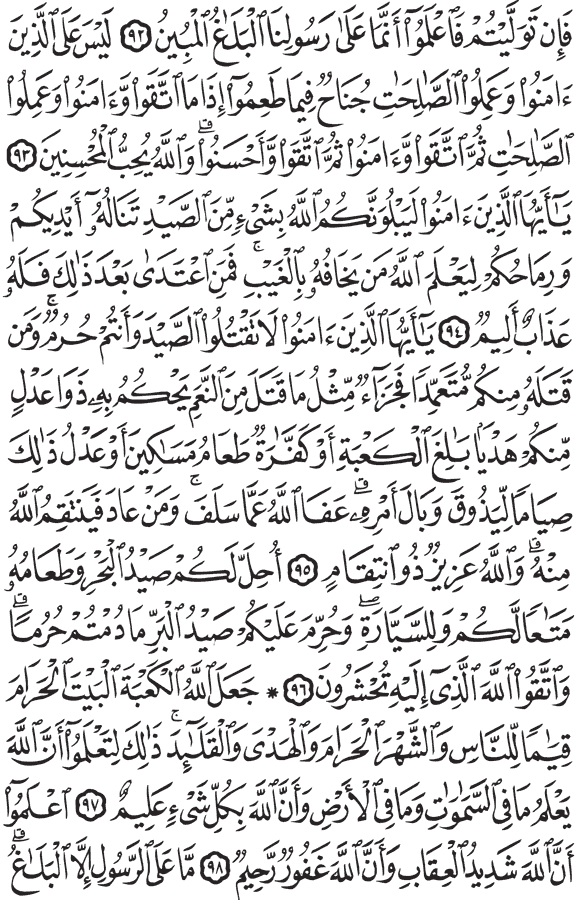 فَإِن تَوَلَّيْتُمْ فَٱعْلَمُوٓا۟ أَنَّمَا عَلَىٰ رَسُولِنَا ٱلْبَلَـٰغُ ٱلْمُبِينُ ٩٢ لَيْسَ عَلَى ٱلَّذِينَ
ءَامَنُوا۟ وَعَمِلُوا۟ ٱلصَّـٰلِحَـٰتِ جُنَاحٌ فِيمَا طَعِمُوٓا۟ إِذَا مَا ٱتَّقَوا۟ وَّءَامَنُوا۟ وَعَمِلُوا۟
ٱلصَّـٰلِحَـٰتِ ثُمَّ ٱتَّقَوا۟ وَّءَامَنُوا۟ ثُمَّ ٱتَّقَوا۟ وَّأَحْسَنُوا۟ ۗ وَٱللَّهُ يُحِبُّ ٱلْمُحْسِنِينَ ٩٣
يَـٰٓأَيُّهَا ٱلَّذِينَ ءَامَنُوا۟ لَيَبْلُوَنَّكُمُ ٱللَّهُ بِشَىْءٍ مِّنَ ٱلصَّيْدِ تَنَالُهُۥٓ أَيْدِيكُمْ
وَرِمَاحُكُمْ لِيَعْلَمَ ٱللَّهُ مَن يَخَافُهُۥ بِٱلْغَيْبِ ۚ فَمَنِ ٱعْتَدَىٰ بَعْدَ ذَٰلِكَ فَلَهُۥ
عَذَابٌ أَلِيمٌ ٩٤ يَـٰٓأَيُّهَا ٱلَّذِينَ ءَامَنُوا۟ لَا تَقْتُلُوا۟ ٱلصَّيْدَ وَأَنتُمْ حُرُمٌ ۚ وَمَن
قَتَلَهُۥ مِنكُم مُّتَعَمِّدًا فَجَزَآءٌ مِّثْلُ مَا قَتَلَ مِنَ ٱلنَّعَمِ يَحْكُمُ بِهِۦ ذَوَا عَدْلٍ
مِّنكُمْ هَدْيًۢا بَـٰلِغَ ٱلْكَعْبَةِ أَوْ كَفَّـٰرَةٌ طَعَامُ مَسَـٰكِينَ أَوْ عَدْلُ ذَٰلِكَ
صِيَامًا لِّيَذُوقَ وَبَالَ أَمْرِهِۦ ۗ عَفَا ٱللَّهُ عَمَّا سَلَفَ ۚ وَمَنْ عَادَ فَيَنتَقِمُ ٱللَّهُ
مِنْهُ ۗ وَٱللَّهُ عَزِيزٌ ذُو ٱنتِقَامٍ ٩٥ أُحِلَّ لَكُمْ صَيْدُ ٱلْبَحْرِ وَطَعَامُهُۥ
مَتَـٰعًا لَّكُمْ وَلِلسَّيَّارَةِ ۖ وَحُرِّمَ عَلَيْكُمْ صَيْدُ ٱلْبَرِّ مَا دُمْتُمْ حُرُمًا ۗ
وَٱتَّقُوا۟ ٱللَّهَ ٱلَّذِىٓ إِلَيْهِ تُحْشَرُونَ ٩٦ * جَعَلَ ٱللَّهُ ٱلْكَعْبَةَ ٱلْبَيْتَ ٱلْحَرَامَ
قِيَـٰمًا لِّلنَّاسِ وَٱلشَّهْرَ ٱلْحَرَامَ وَٱلْهَدْىَ وَٱلْقَلَـٰٓئِدَ ۚ ذَٰلِكَ لِتَعْلَمُوٓا۟ أَنَّ ٱللَّهَ
يَعْلَمُ مَا فِى ٱلسَّمَـٰوَٰتِ وَمَا فِى ٱلْأَرْضِ وَأَنَّ ٱللَّهَ بِكُلِّ شَىْءٍ عَلِيمٌ ٩٧ ٱعْلَمُوٓا۟
أَنَّ ٱللَّهَ شَدِيدُ ٱلْعِقَابِ وَأَنَّ ٱللَّهَ غَفُورٌ رَّحِيمٌ ٩٨ مَّا عَلَى ٱلرَّسُولِ إِلَّا ٱلْبَلَـٰغُ ۗ